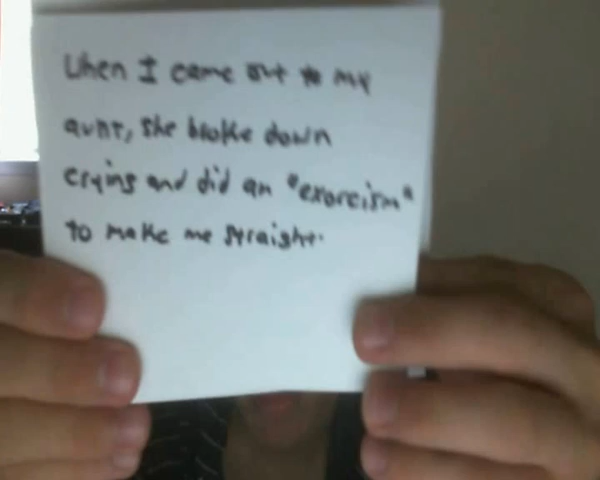 When I came out to my
aunt, she broke down
crying and did an "exorcism"
to make me straight.